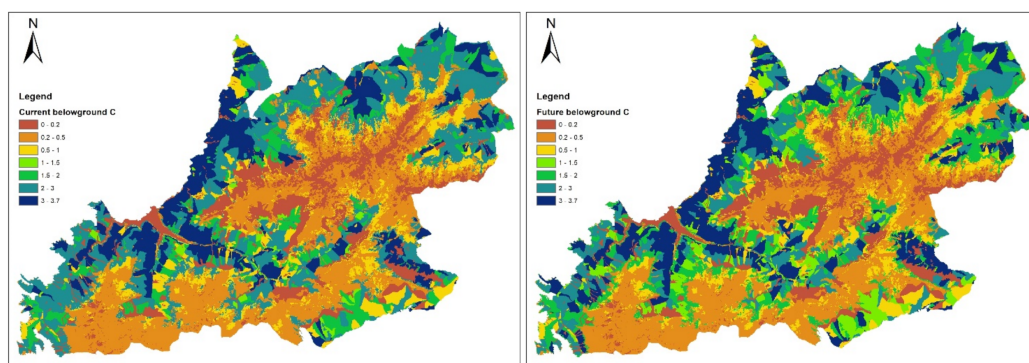 N
Legend
Current belowground C
0 - 0.2
0.2 - 0.5
0.5 - 1
1 - 1.5
1.5 - 2
2 - 3
3 - 3.7
N
Legend
Future belowground C
0 - 0.2
0.2 - 0.5
0.5 - 1
1 - 1.5
1.5 - 2
2 - 3
3 - 3.7